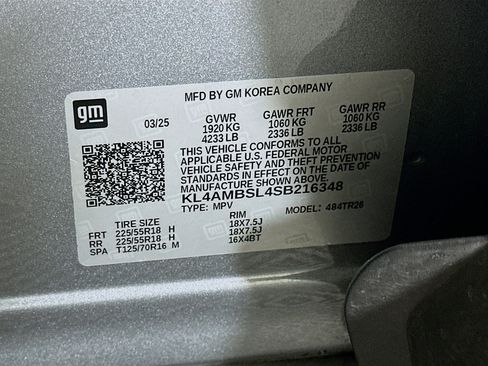 MFD BY GM KOREA COMPANY
gm
03/25
GVWR GAWR FRT GAWR RR
1920 KG 1060 KG 1060 KG
4233 LB 2336 LB 2336 LB
THIS VEHICLE CONFORMS TO ALL
APPLICABLE U.S. FEDERAL MOTOR
VEHICLE SAFETY AND THEFT PREVENTION
STANDARDS IN EFFECT ON THE DATE OF
MANUFACTURE SHOWN ABOVE.
KL4AMBSL4SB216348
TYPE: MPV MODEL: 484TR26
TIRE SIZE RIM
FRT 225/55R18 H 18X7.5J
RR 225/55R18 H 18X7.5J
SPA T125/70R16 M 16X4BT